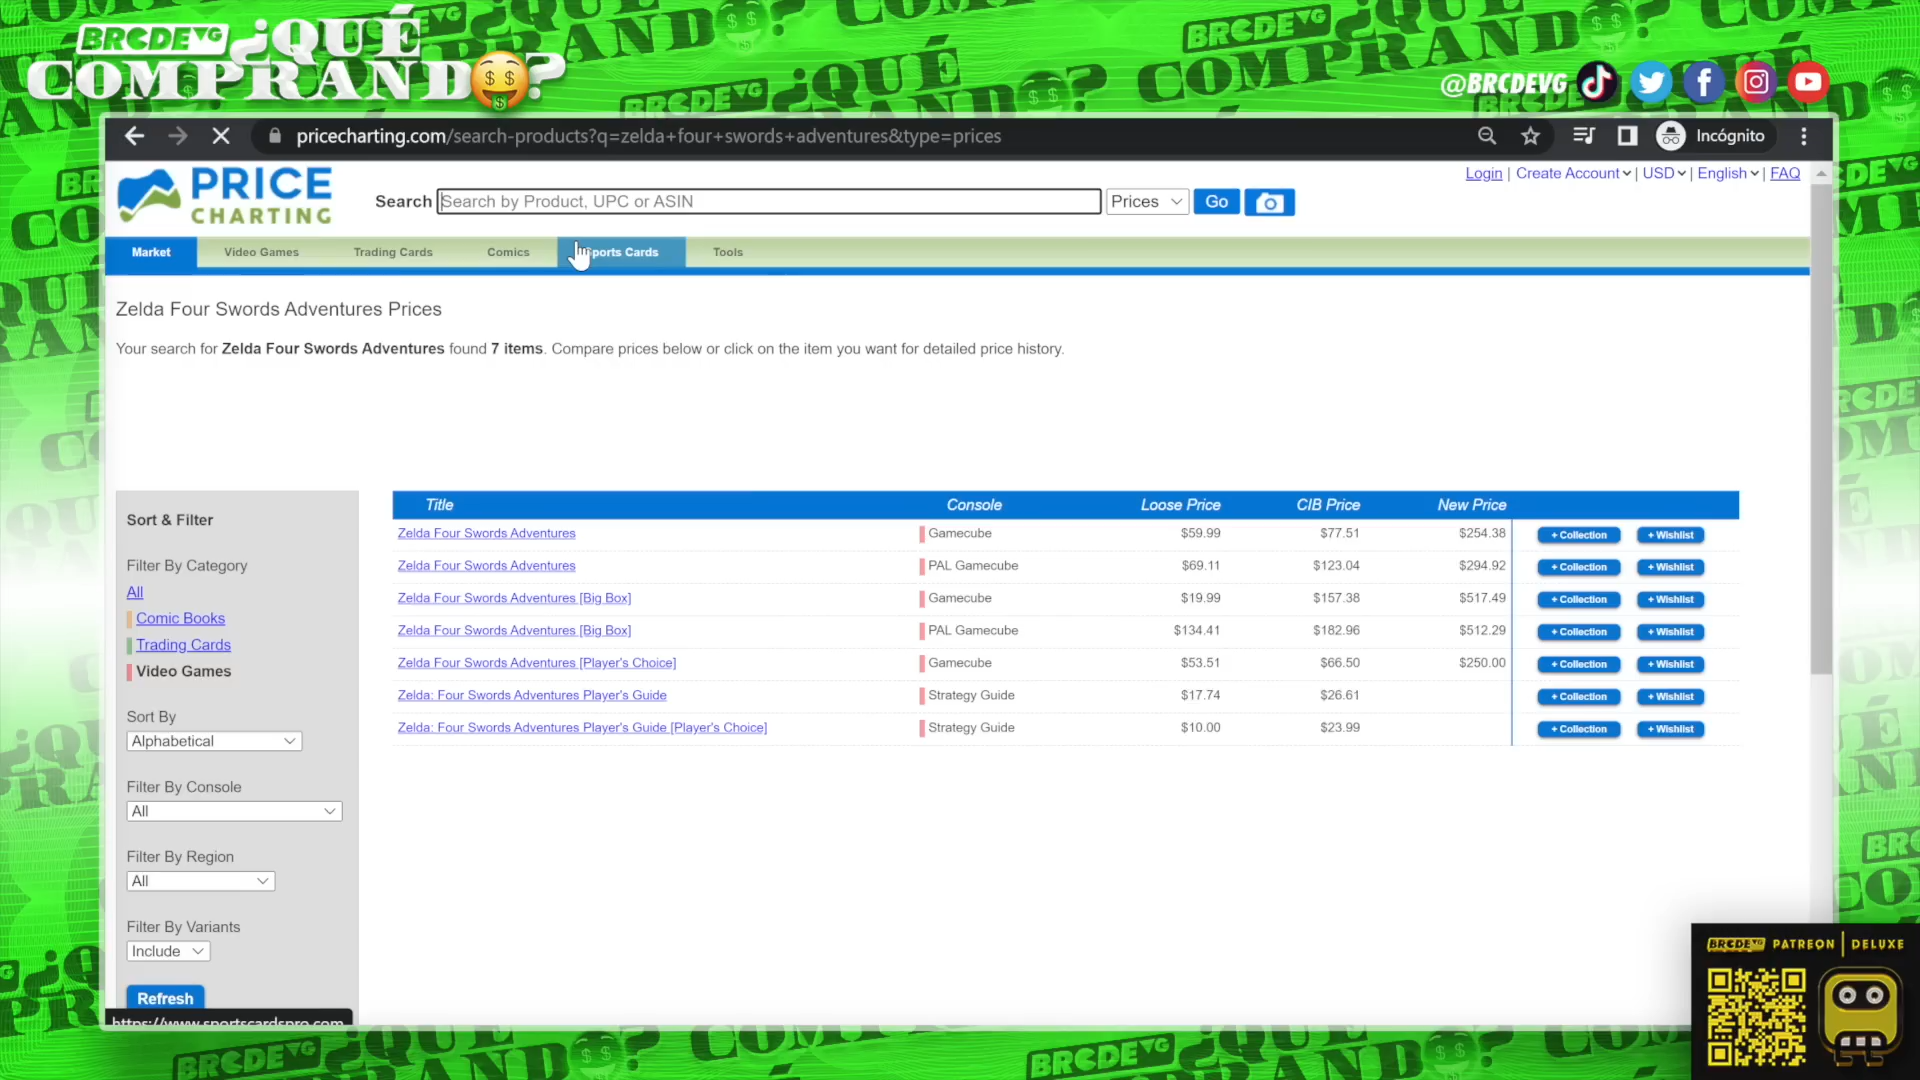 BRCDEVG ¿QUÉ
COMPRAND🤑?
@BRCDEVG
pricecharting.com/search-products?q=zelda+four+swords+adventures&type=prices
Incógnito
PRICE
CHARTING
Search
Search by Product, UPC or ASIN
Prices
Go
Login | Create Account | USD | English | FAQ
Market
Video Games
Trading Cards
Comics
Sports Cards
Tools
Zelda Four Swords Adventures Prices
Your search for Zelda Four Swords Adventures found 7 items. Compare prices below or click on the item you want for detailed price history.
Sort & Filter
Filter By Category
All
Comic Books
Trading Cards
Video Games
Sort By
Alphabetical
Filter By Console
All
Filter By Region
All
Filter By Variants
Include
Refresh
https://www.sportscardspro.com
Title Console Loose Price CIB Price New Price
Zelda Four Swords Adventures Gamecube $59.99 $77.51 $254.38 + Collection + Wishlist
Zelda Four Swords Adventures PAL Gamecube $69.11 $123.04 $294.92 + Collection + Wishlist
Zelda Four Swords Adventures [Big Box] Gamecube $19.99 $157.38 $517.49 + Collection + Wishlist
Zelda Four Swords Adventures [Big Box] PAL Gamecube $134.41 $182.96 $512.29 + Collection + Wishlist
Zelda Four Swords Adventures [Player's Choice] Gamecube $53.51 $66.50 $250.00 + Collection + Wishlist
Zelda: Four Swords Adventures Player's Guide Strategy Guide $17.74 $26.61 + Collection + Wishlist
Zelda: Four Swords Adventures Player's Guide [Player's Choice] Strategy Guide $10.00 $23.99 + Collection + Wishlist
BRCDEVG PATREON | DELUXE